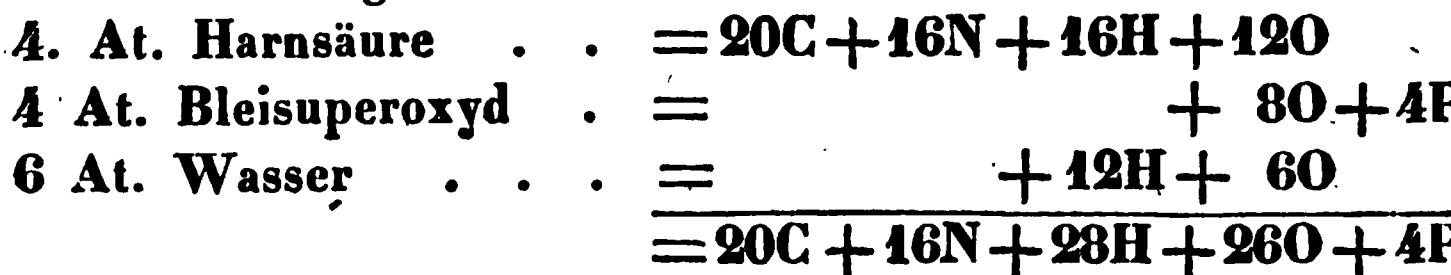 4. At. Harnsäure . . =20C+16N+16H+12O
4 At. Bleisuperoxyd . = + 8O+4P
6 At. Wasser . . . = +12H+ 6O
=20C+16N+28H+26O+4P